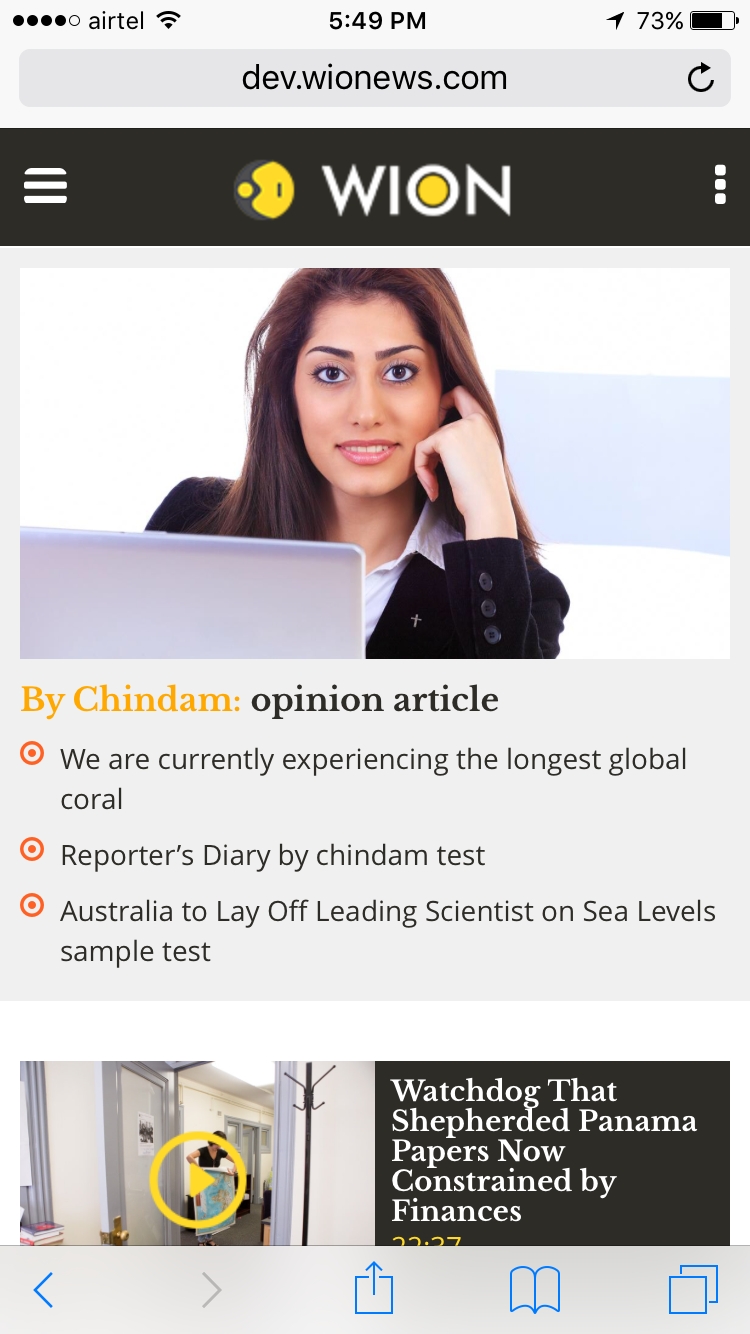 airtel 5:49 PM 73%
dev.wionews.com
WION
By Chindam: opinion article
We are currently experiencing the longest global
coral
Reporter’s Diary by chindam test
Australia to Lay Off Leading Scientist on Sea Levels
sample test
Watchdog That
Shepherded Panama
Papers Now
Constrained by
Finances
22:37